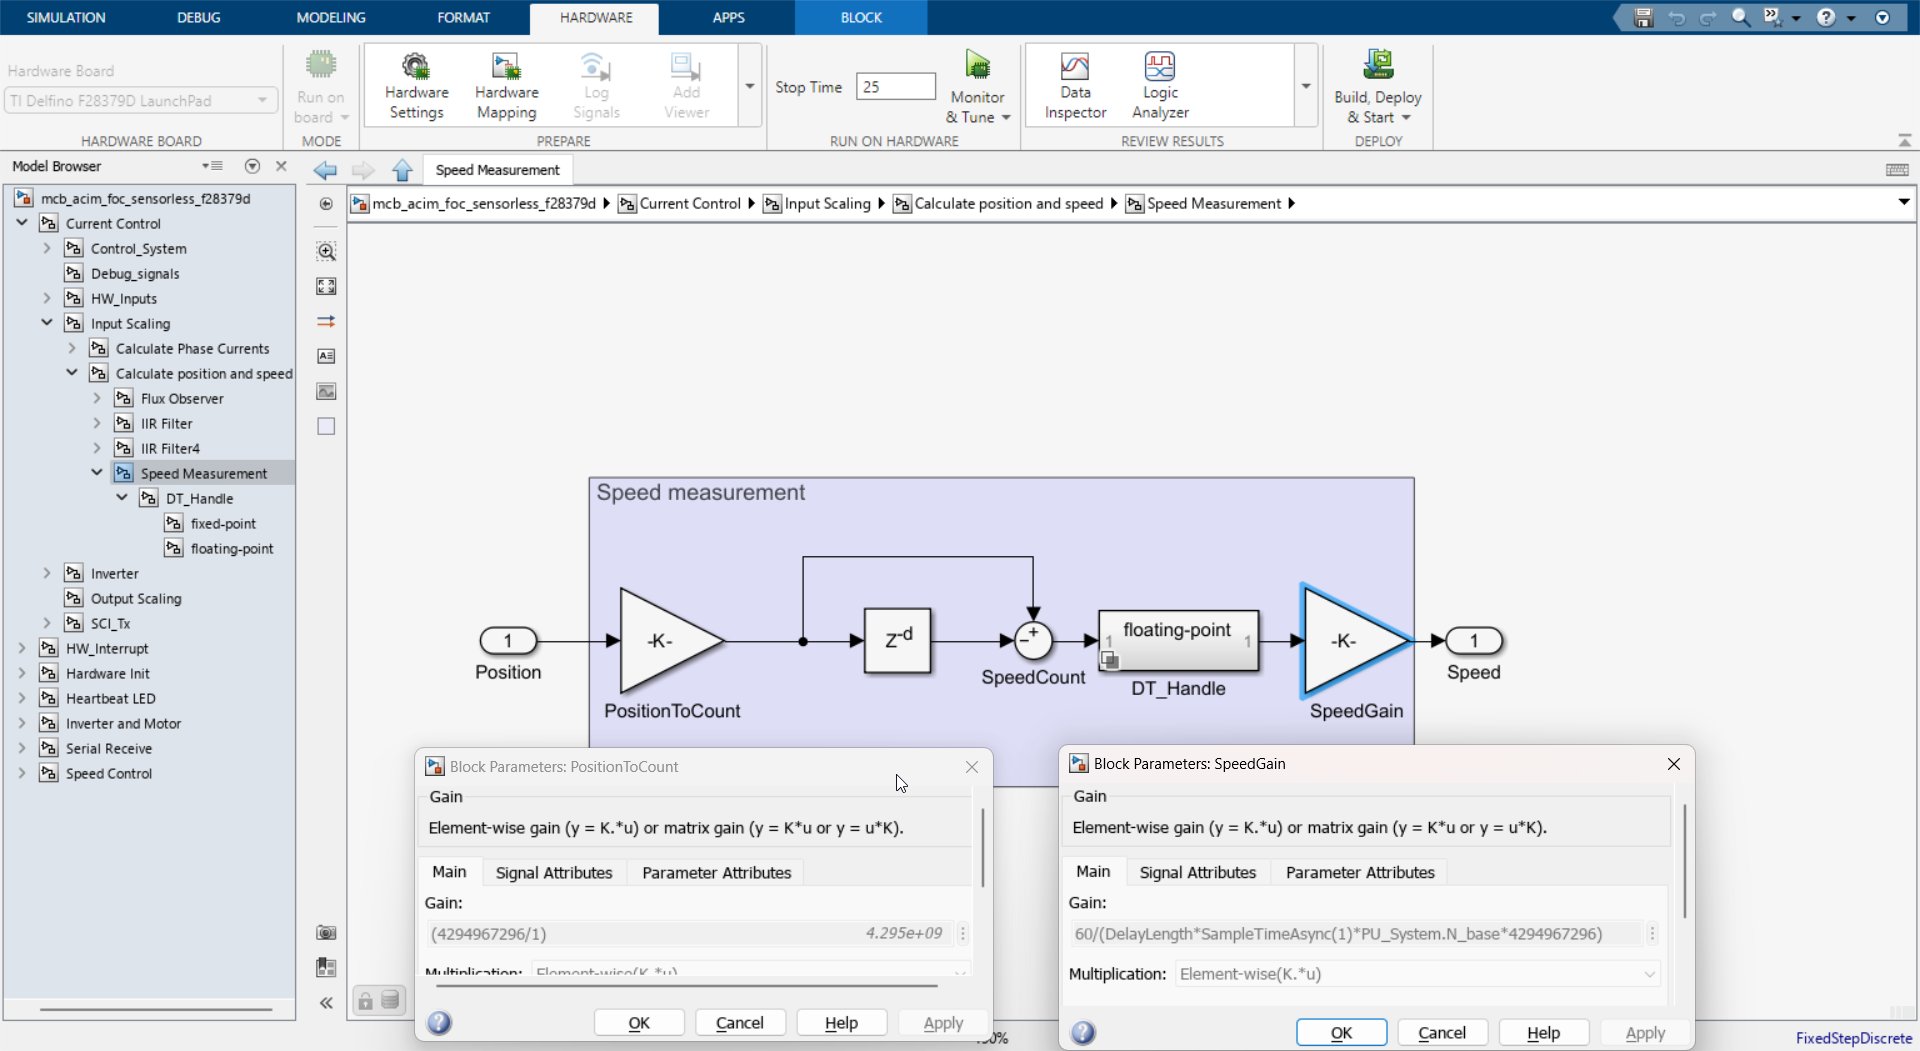 SIMULATION DEBUG MODELING FORMAT HARDWARE APPS BLOCK
Hardware Board
TI Delfino F28379D LaunchPad
HARDWARE BOARD
Run on
board
MODE
Hardware
Settings
Hardware
Mapping
Log
Signals
Add
Viewer
PREPARE
Stop Time 25
Monitor
& Tune
RUN ON HARDWARE
Data
Inspector
Logic
Analyzer
REVIEW RESULTS
Build, Deploy
& Start
DEPLOY
Model Browser
mcb_acim_foc_sensorless_f28379d
Current Control
Control_System
Debug_signals
HW_Inputs
Input Scaling
Calculate Phase Currents
Calculate position and speed
Flux Observer
IIR Filter
IIR Filter4
Speed Measurement
DT_Handle
fixed-point
floating-point
Inverter
Output Scaling
SCI_Tx
HW_Interrupt
Hardware Init
Heartbeat LED
Inverter and Motor
Serial Receive
Speed Control
Speed Measurement
mcb_acim_foc_sensorless_f28379d Current Control Input Scaling Calculate position and speed Speed Measurement
Speed measurement
1
Position
-K-
PositionToCount
Z-d
SpeedCount
1 floating-point 1
DT_Handle
-K-
SpeedGain
1
Speed
Block Parameters: PositionToCount
Gain
Element-wise gain (y = K.*u) or matrix gain (y = K*u or y = u*K).
Main Signal Attributes Parameter Attributes
Gain:
(4294967296/1) 4.295e+09
Multiplication: Element-wise(K.*u)
OK Cancel Help Apply
Block Parameters: SpeedGain
Gain
Element-wise gain (y = K.*u) or matrix gain (y = K*u or y = u*K).
Main Signal Attributes Parameter Attributes
Gain:
60/(DelayLength*SampleTimeAsync(1)*PU_System.N_base*4294967296)
Multiplication: Element-wise(K.*u)
OK Cancel Help Apply
FixedStepDiscrete